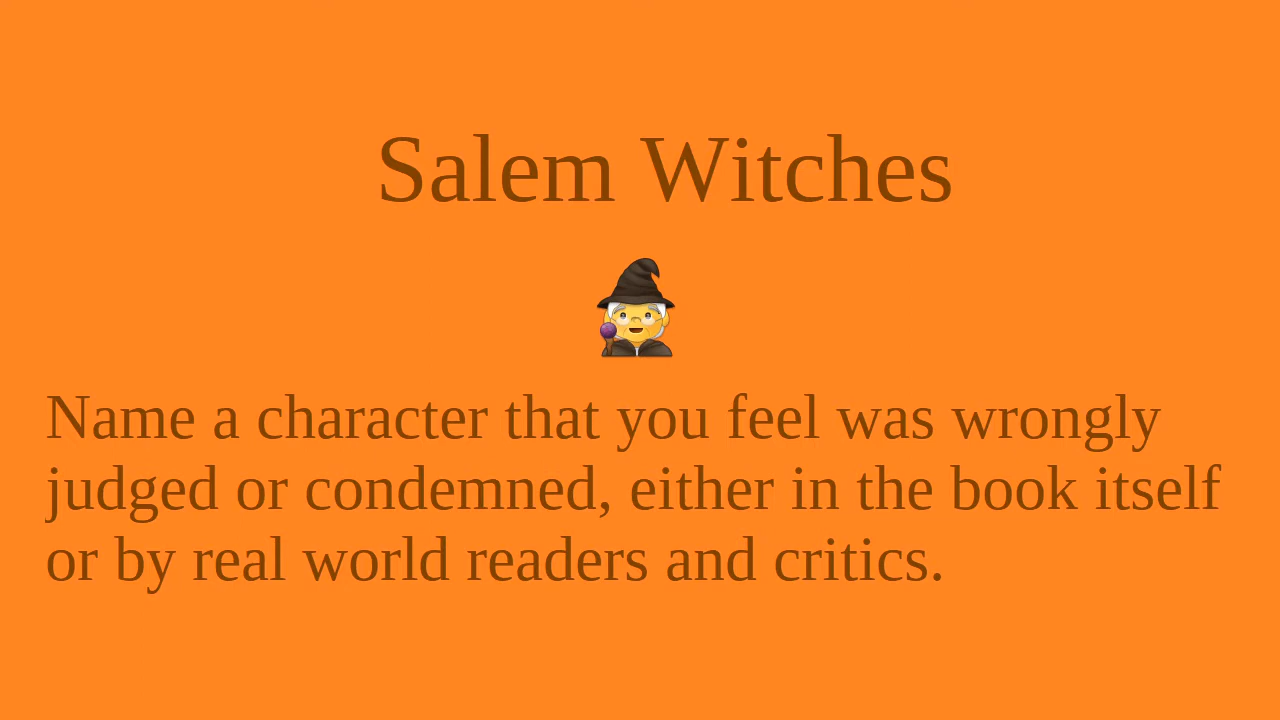 Salem Witches
Name a character that you feel was wrongly
judged or condemned, either in the book itself
or by real world readers and critics.